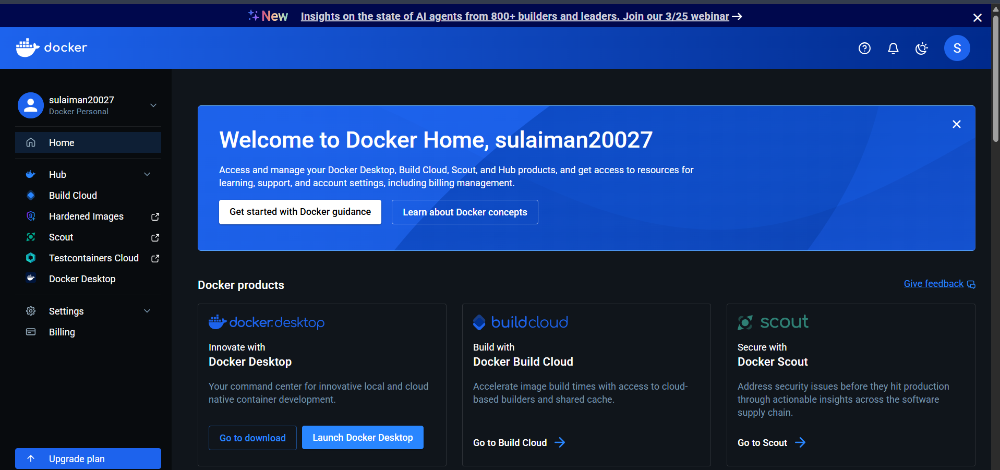 New Insights on the state of AI agents from 800+ builders and leaders. Join our 3/25 webinar →
docker
S
sulaiman20027
Docker Personal
Home
Hub
Build Cloud
Hardened Images
Scout
Testcontainers Cloud
Docker Desktop
Settings
Billing
Upgrade plan
Welcome to Docker Home, sulaiman20027
Access and manage your Docker Desktop, Build Cloud, Scout, and Hub products, and get access to resources for
learning, support, and account settings, including billing management.
Get started with Docker guidance
Learn about Docker concepts
Docker products
Give feedback
docker.desktop
Innovate with
Docker Desktop
Your command center for innovative local and cloud
native container development.
Go to download
Launch Docker Desktop
buildcloud
Build with
Docker Build Cloud
Accelerate image build times with access to cloud-
based builders and shared cache.
Go to Build Cloud →
scout
Secure with
Docker Scout
Address security issues before they hit production
through actionable insights across the software
supply chain.
Go to Scout →